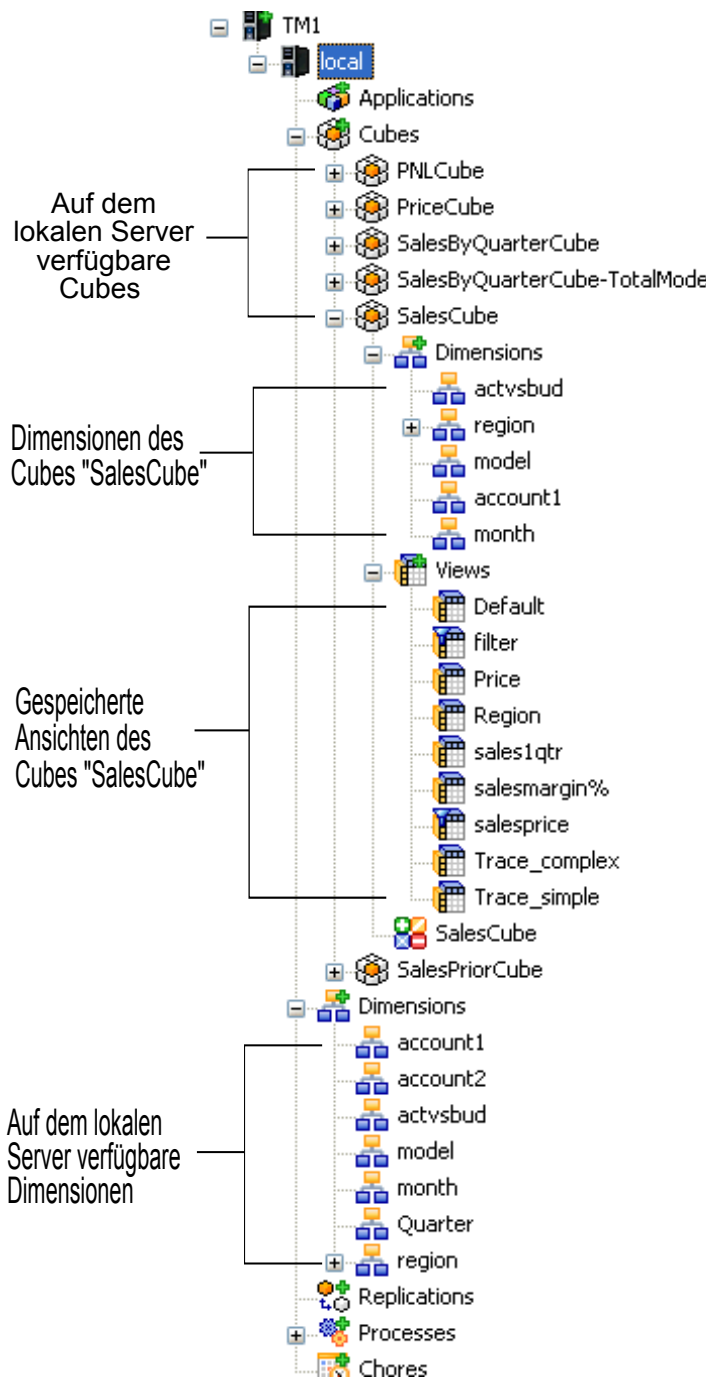 TM1
local
Applications
Cubes
PNLCube
PriceCube
SalesByQuarterCube
SalesByQuarterCube-TotalMode
SalesCube
Auf dem
lokalen Server
verfügbare
Cubes
Dimensions
actvsbud
region
model
account1
month
Dimensionen des
Cubes "SalesCube"
Views
Default
filter
Price
Region
sales1qtr
salesmargin%
salesprice
Trace_complex
Trace_simple
Gespeicherte
Ansichten des
Cubes "SalesCube"
SalesCube
SalesPriorCube
Dimensions
account1
account2
actvsbud
model
month
Quarter
region
Auf dem lokalen
Server verfügbare
Dimensionen
Replications
Processes
Chores